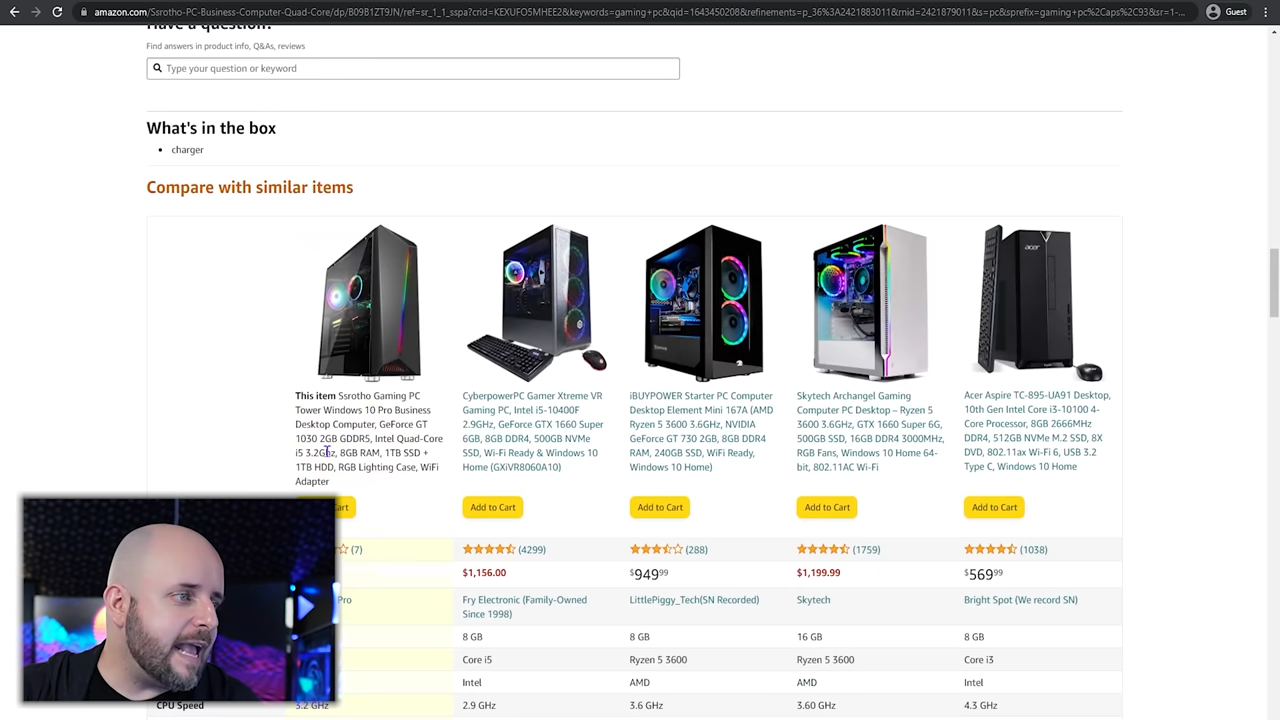 amazon.com/Ssrotho-PC-Business-Computer-Quad-Core/dp/B09B1ZT9JN/ref=sr_1_1_sspa?crid=KEXUFO5MHEE2&keywords=gaming+pc&qid=1643450208&refinements=p_36%3A2421883011&rnid=2421879011&s=pc&sprefix=gaming+pc%2Caps%2C93&sr=1-...
Guest
Have a question?
Find answers in product info, Q&As, reviews
Type your question or keyword
What's in the box
• charger
Compare with similar items
acer
This item Ssrotho Gaming PC
Tower Windows 10 Pro Business
Desktop Computer, GeForce GT
1030 2GB GDDR5, Intel Quad-Core
i5 3.2Ghz, 8GB RAM, 1TB SSD +
1TB HDD, RGB Lighting Case, WiFi
Adapter
CyberpowerPC Gamer Xtreme VR
Gaming PC, Intel i5-10400F
2.9GHz, GeForce GTX 1660 Super
6GB, 8GB DDR4, 500GB NVMe
SSD, Wi-Fi Ready & Windows 10
Home (GXiVR8060A10)
iBUYPOWER Starter PC Computer
Desktop Element Mini 167A (AMD
Ryzen 5 3600 3.6GHz, NVIDIA
GeForce GT 730 2GB, 8GB DDR4
RAM, 240GB SSD, WiFi Ready,
Windows 10 Home)
Skytech Archangel Gaming
Computer PC Desktop – Ryzen 5
3600 3.6GHz, GTX 1660 Super 6G,
500GB SSD, 16GB DDR4 3000MHz,
RGB Fans, Windows 10 Home 64-
bit, 802.11AC Wi-Fi
Acer Aspire TC-895-UA91 Desktop,
10th Gen Intel Core i3-10100 4-
Core Processor, 8GB 2666MHz
DDR4, 512GB NVMe M.2 SSD, 8X
DVD, 802.11ax Wi-Fi 6, USB 3.2
Type C, Windows 10 Home
Cart Add to Cart Add to Cart Add to Cart Add to Cart
(7) (4299) (288) (1759) (1038)
$1,156.00 $949.99 $1,199.99 $569.99
Pro
Fry Electronic (Family-Owned
Since 1998)
LittlePiggy_Tech(SN Recorded)
Skytech
Bright Spot (We record SN)
8 GB 8 GB 16 GB 8 GB
Core i5 Ryzen 5 3600 Ryzen 5 3600 Core i3
Intel AMD AMD Intel
CPU Speed 3.2 GHz 2.9 GHz 3.6 GHz 3.60 GHz 4.3 GHz